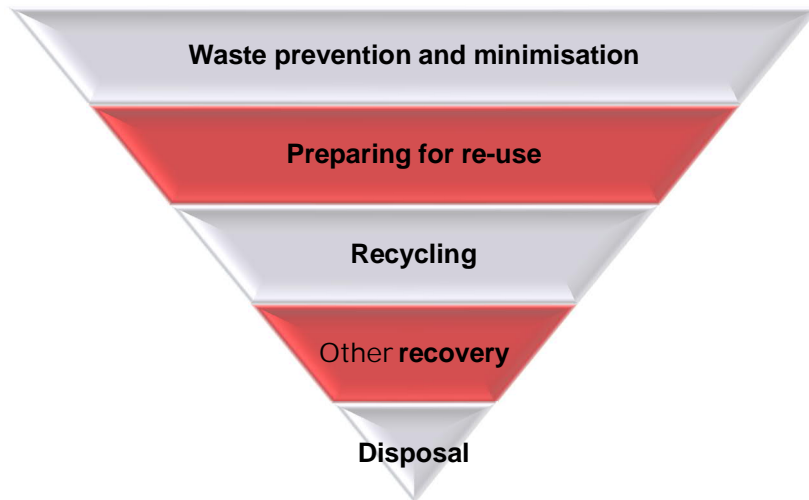 Waste prevention and minimisation
Preparing for re-use
Recycling
Other recovery
Disposal